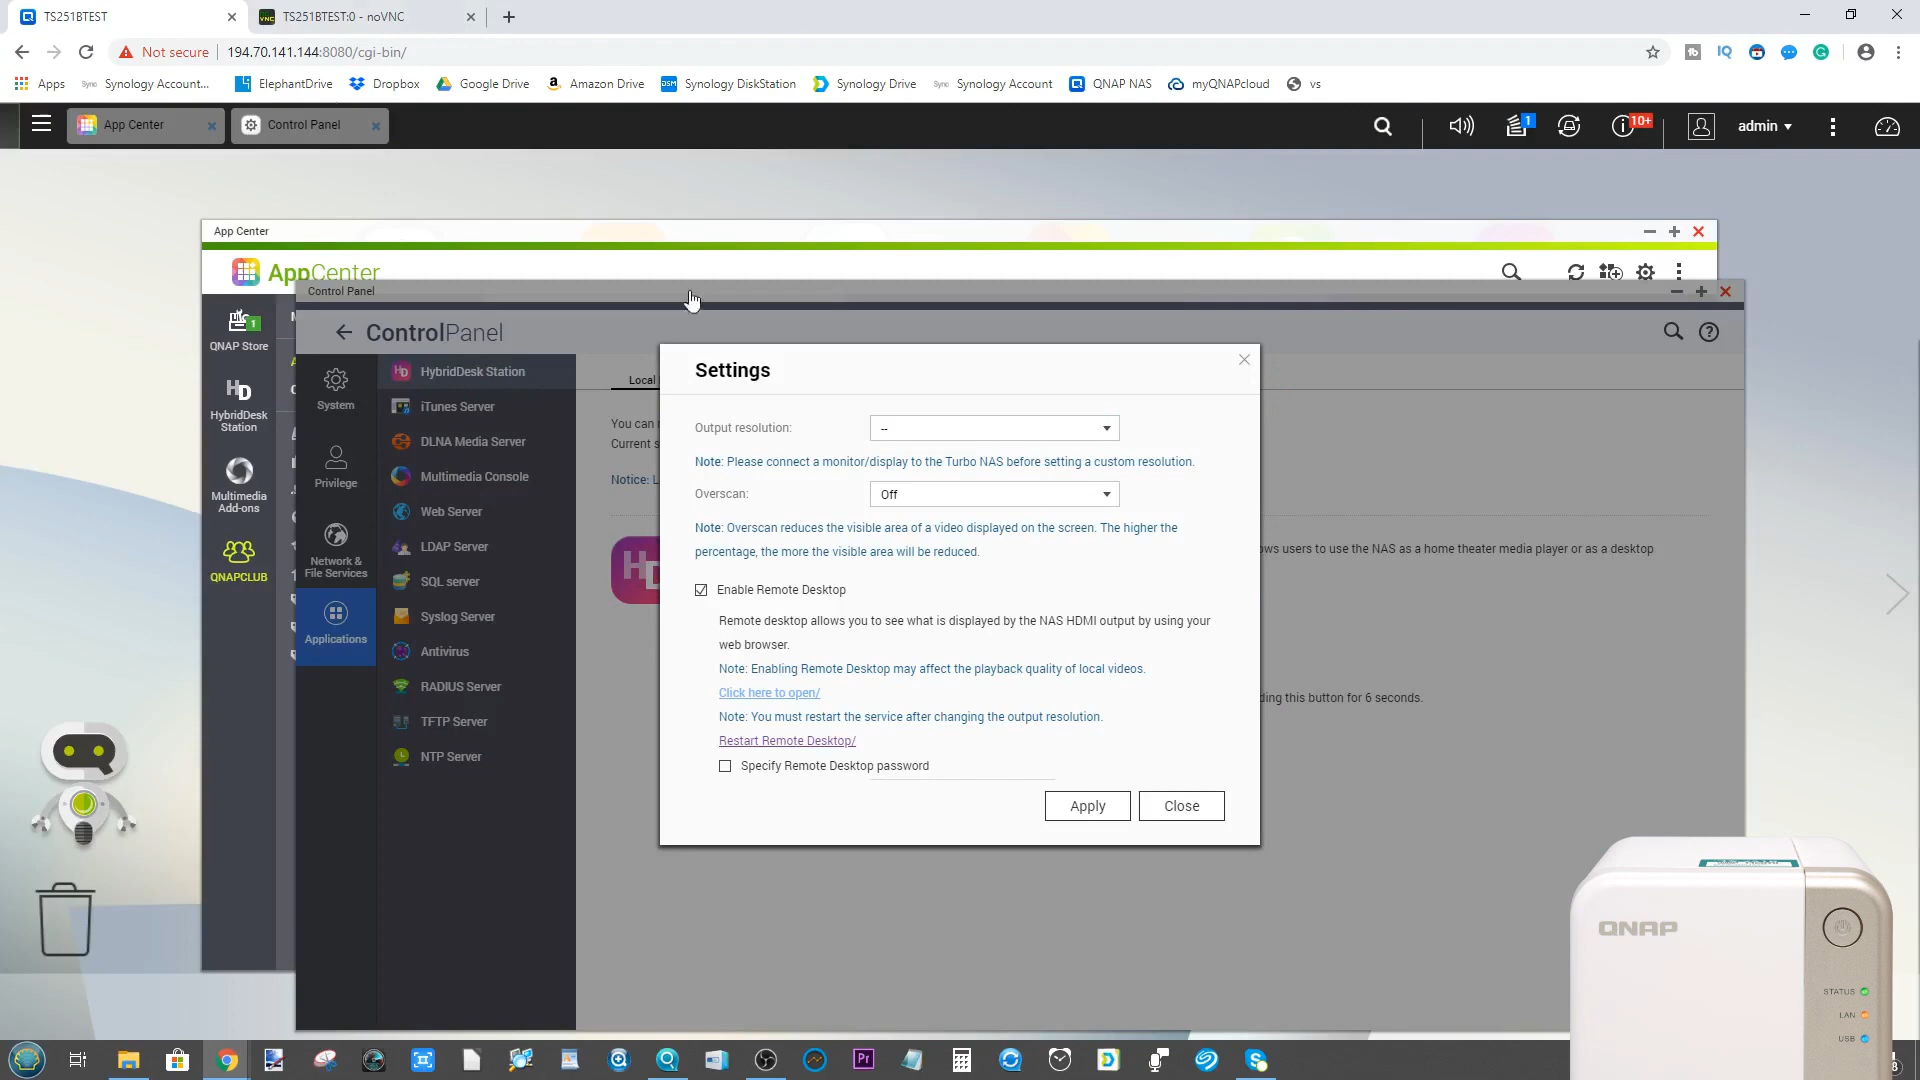 TS251BTEST
TS251BTEST:0 - noVNC
Not secure
194.70.141.144:8080/cgi-bin/
Apps
Synology Account...
ElephantDrive
Dropbox
Google Drive
Amazon Drive
DSM
Synology DiskStation
Synology Drive
Synology Account
QNAP NAS
myQNAPcloud
vs
App Center
Control Panel
1
10+
admin
App Center
AppCenter
Control Panel
ControlPanel
1
QNAP Store
HD
HybridDesk
Station
Multimedia
Add-ons
QNAPCLUB
System
Privilege
Network &
File Services
Applications
HybridDesk Station
iTunes Server
DLNA Media Server
Multimedia Console
Web Server
LDAP Server
SQL server
Syslog Server
Antivirus
RADIUS Server
TFTP Server
NTP Server
Local
You can
Current s
Notice: L
ows users to use the NAS as a home theater media player or as a desktop
ding this button for 6 seconds.
Settings
Output resolution:
--
Note: Please connect a monitor/display to the Turbo NAS before setting a custom resolution.
Overscan:
Off
Note: Overscan reduces the visible area of a video displayed on the screen. The higher the
percentage, the more the visible area will be reduced.
Enable Remote Desktop
Remote desktop allows you to see what is displayed by the NAS HDMI output by using your
web browser.
Note: Enabling Remote Desktop may affect the playback quality of local videos.
Click here to open/
Note: You must restart the service after changing the output resolution.
Restart Remote Desktop/
Specify Remote Desktop password
Apply
Close
QNAP
STATUS
LAN
USB
Pr